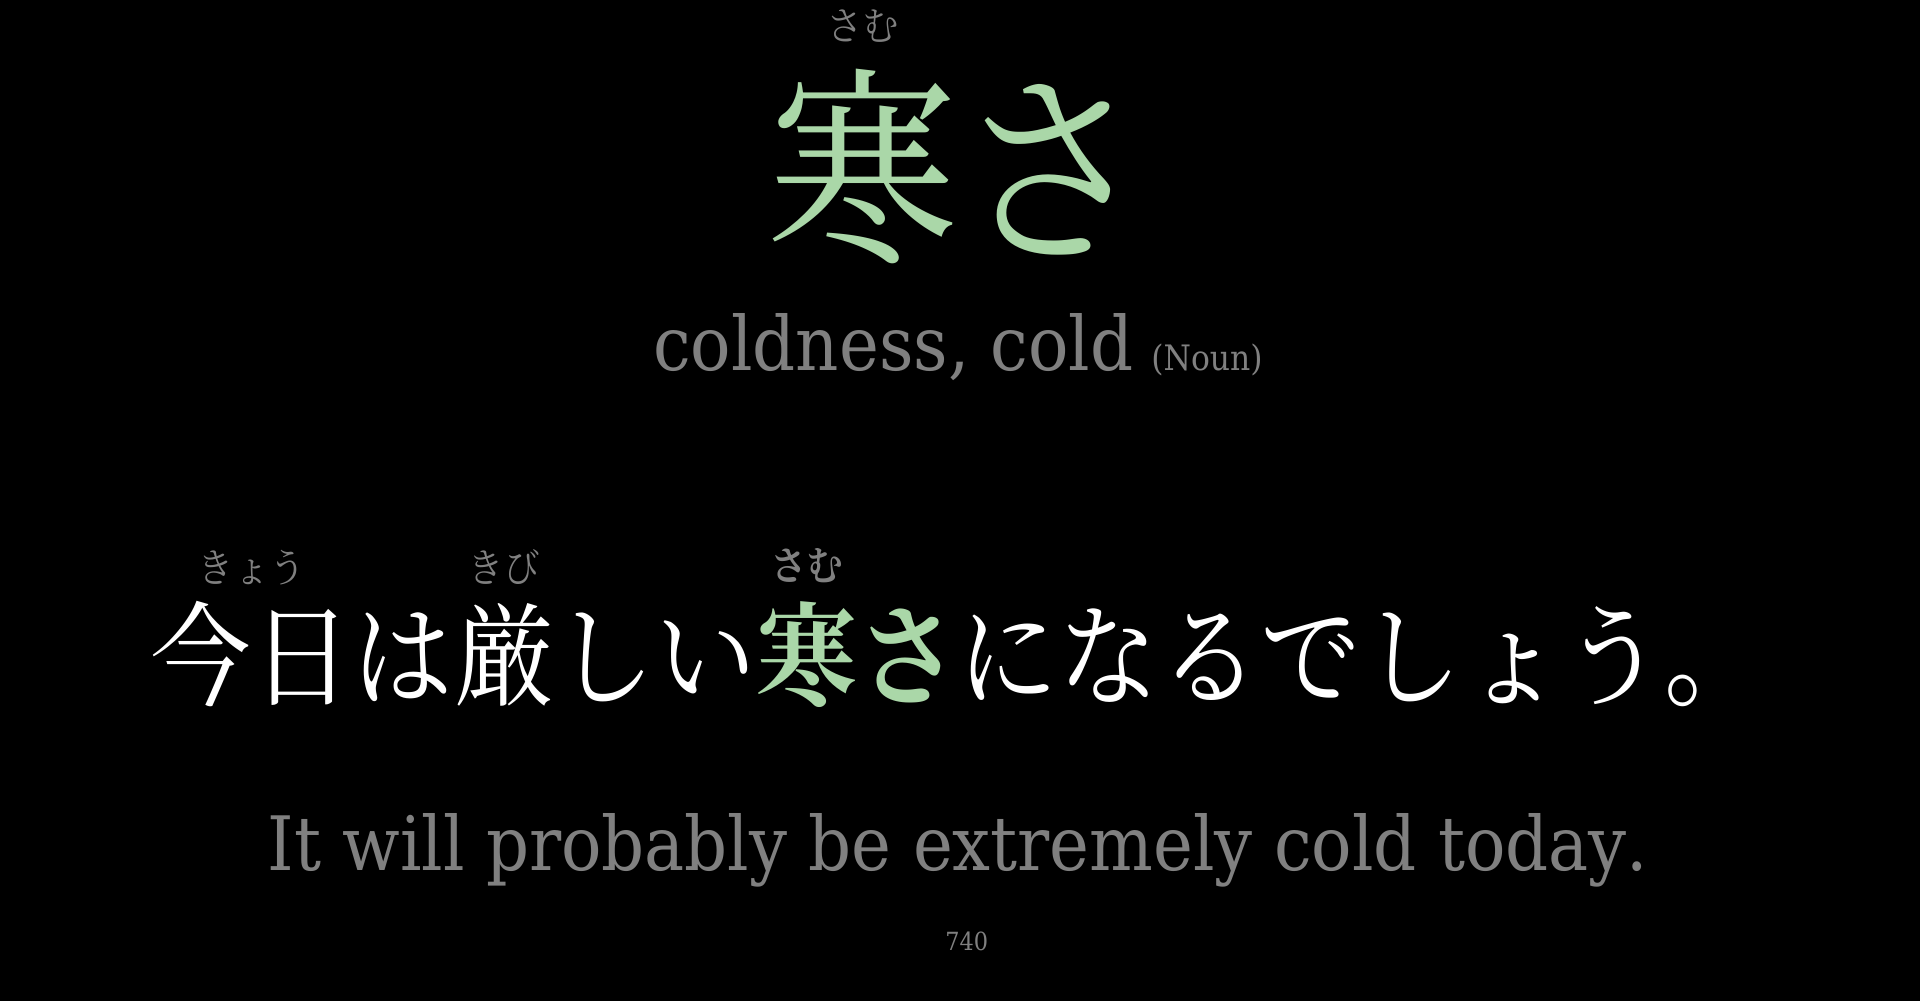 さむ
寒さ
coldness, cold (Noun)
きょう きび さむ
今日は厳しい寒さになるでしょう。
It will probably be extremely cold today.
740